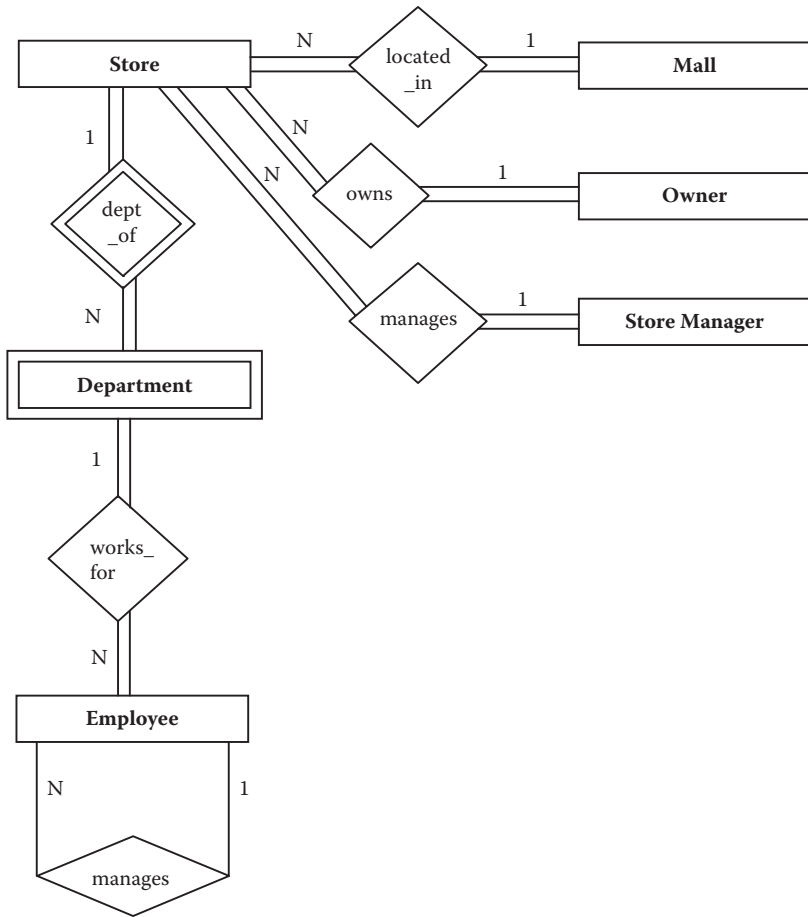 N
1
Store
located
_in
Mall
1
N
N
1
owns
Owner
dept
_of
1
manages
Store Manager
N
Department
1
works_
for
N
Employee
N
1
manages